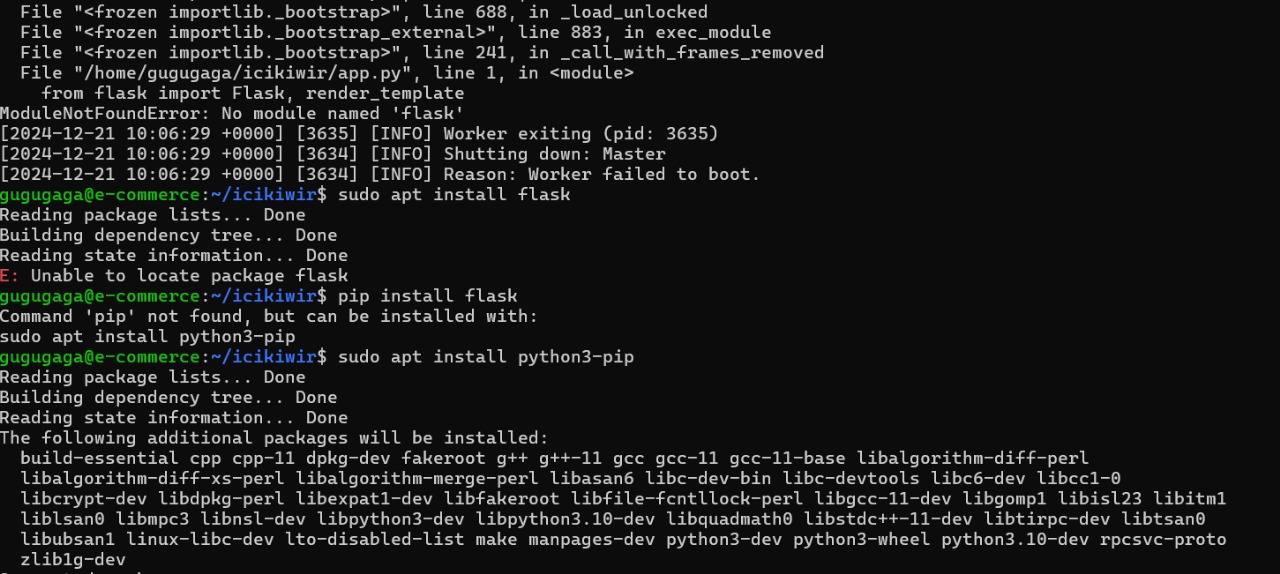 File "<frozen importlib._bootstrap>", line 688, in _load_unlocked
File "<frozen importlib._bootstrap_external>", line 883, in exec_module
File "<frozen importlib._bootstrap>", line 241, in _call_with_frames_removed
File "/home/gugugaga/icikiwir/app.py", line 1, in <module>
from flask import Flask, render_template
ModuleNotFoundError: No module named 'flask'
[2024-12-21 10:06:29 +0000] [3635] [INFO] Worker exiting (pid: 3635)
[2024-12-21 10:06:29 +0000] [3634] [INFO] Shutting down: Master
[2024-12-21 10:06:29 +0000] [3634] [INFO] Reason: Worker failed to boot.
gugugaga@e-commerce:~/icikiwir$ sudo apt install flask
Reading package lists... Done
Building dependency tree... Done
Reading state information... Done
E: Unable to locate package flask
gugugaga@e-commerce:~/icikiwir$ pip install flask
Command 'pip' not found, but can be installed with:
sudo apt install python3-pip
gugugaga@e-commerce:~/icikiwir$ sudo apt install python3-pip
Reading package lists... Done
Building dependency tree... Done
Reading state information... Done
The following additional packages will be installed:
build-essential cpp cpp-11 dpkg-dev fakeroot g++ g++-11 gcc gcc-11 gcc-11-base libalgorithm-diff-perl
libalgorithm-diff-xs-perl libalgorithm-merge-perl libasan6 libc-dev-bin libc-devtools libc6-dev libcc1-0
libcrypt-dev libdpkg-perl libexpat1-dev libfakeroot libfile-fcntllock-perl libgcc-11-dev libgomp1 libisl23 libitm1
liblsan0 libmpc3 libnsl-dev libpython3-dev libpython3.10-dev libquadmath0 libstdc++-11-dev libtirpc-dev libtsan0
libubsan1 linux-libc-dev lto-disabled-list make manpages-dev python3-dev python3-wheel python3.10-dev rpcsvc-proto
zlib1g-dev